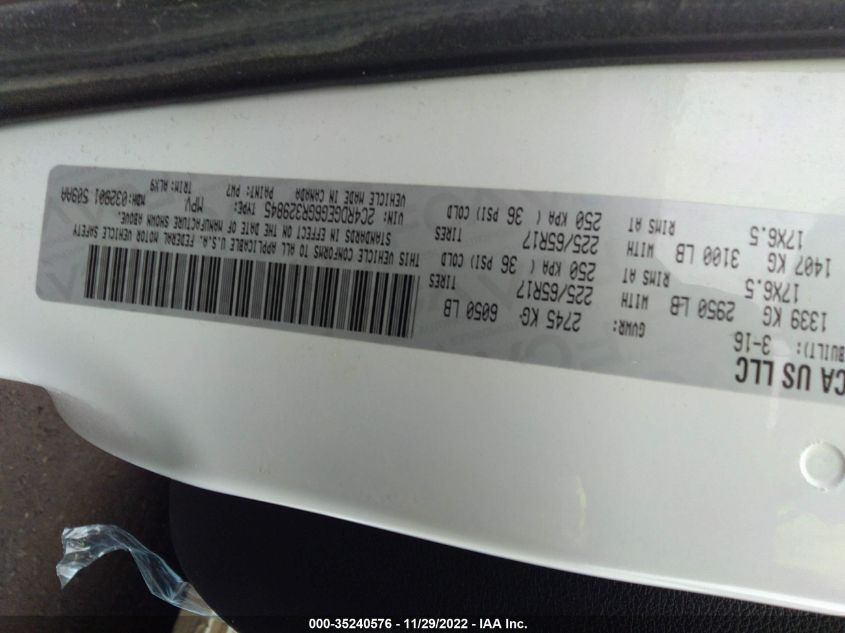 CA US LLC
BUILT): 3-16
GVWR: 2745 KG 6050 LB
1339 KG 2950 LB WITH 225/65R17 TIRES
17X6.5 RIMS AT 250 KPA ( 36 PSI) COLD
1407 KG 3100 LB WITH 225/65R17 TIRES
17X6.5 RIMS AT 250 KPA ( 36 PSI) COLD
THIS VEHICLE CONFORMS TO ALL APPLICABLE U.S.A. FEDERAL MOTOR VEHICLE SAFETY
STANDARDS IN EFFECT ON THE DATE OF MANUFACTURE SHOWN ABOVE.
VIN: 2C4RDGEG6GR329845 TYPE: MPV MDH:032901 509AA
VEHICLE MADE IN CANADA PAINT: PW7 TRIM:ALX9
000-35240576 - 11/29/2022 - IAA Inc.